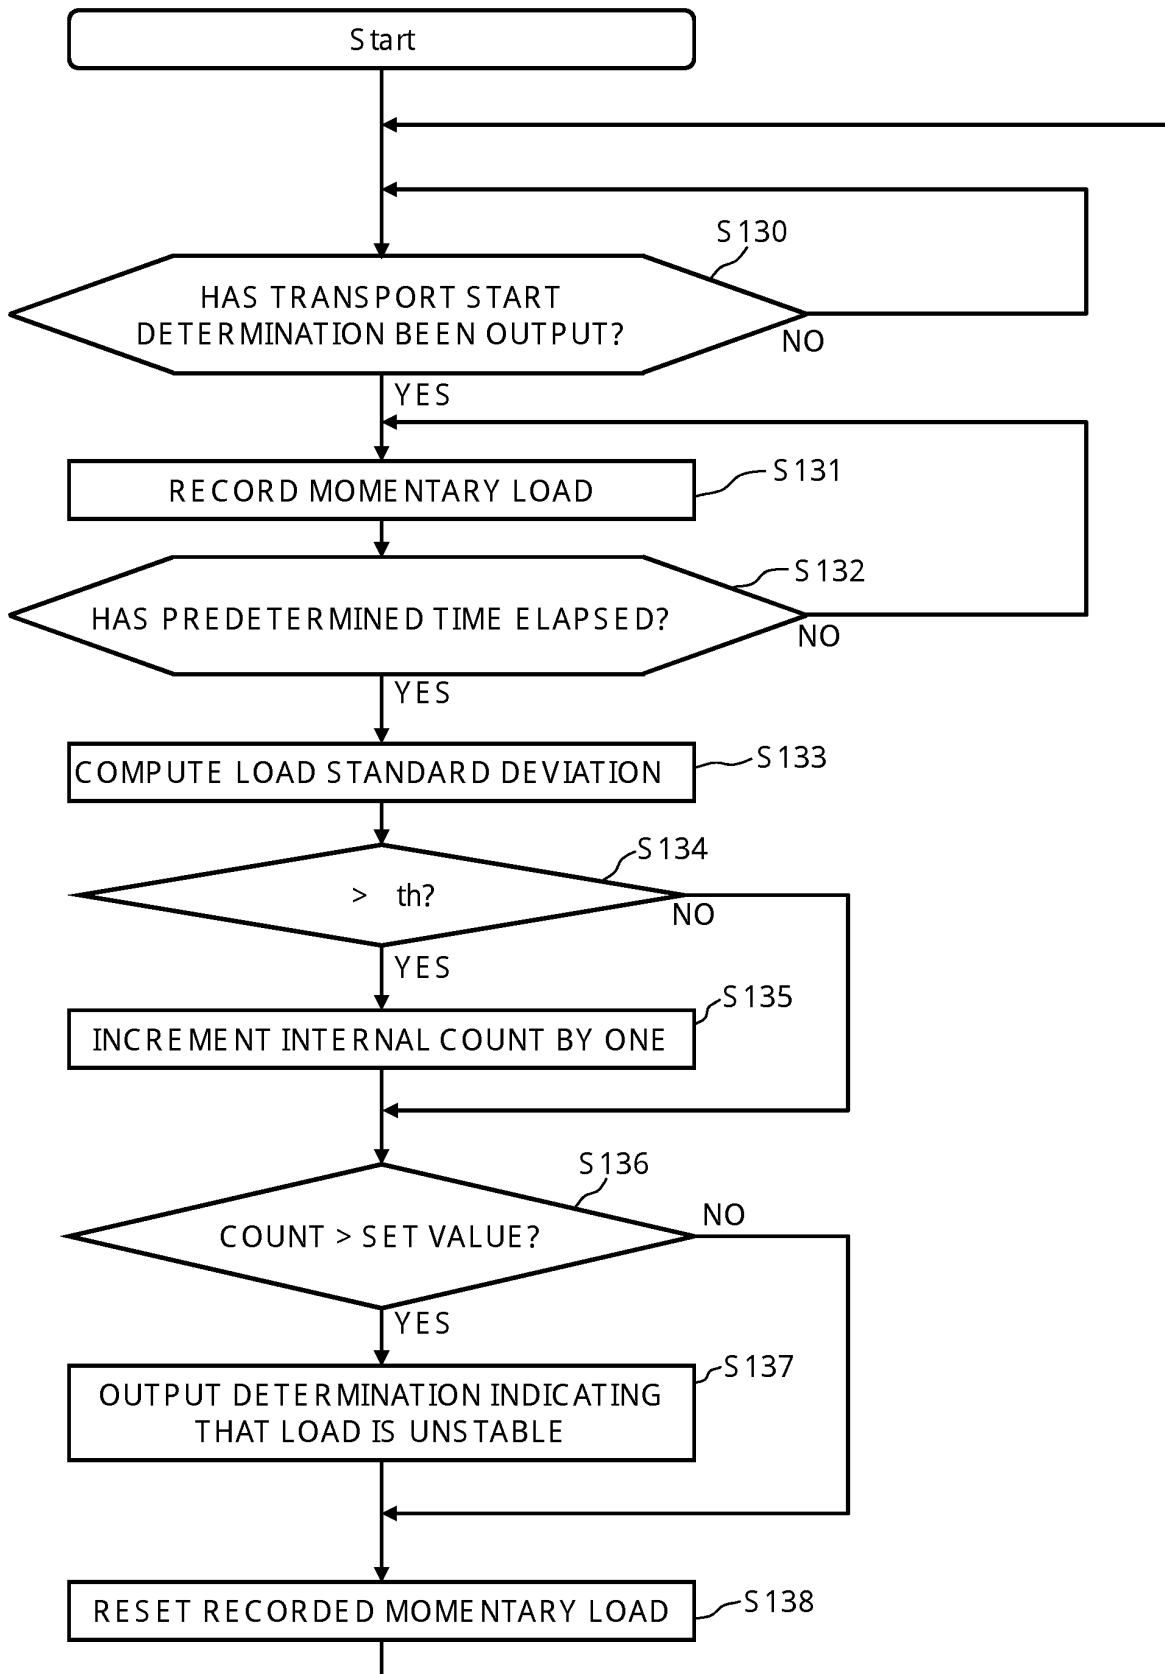 Start
S130
HAS TRANSPORT START
DETERMINATION BEEN OUTPUT?
NO
YES
RECORD MOMENTARY LOAD
S131
S132
HAS PREDETERMINED TIME ELAPSED?
NO
YES
COMPUTE LOAD STANDARD DEVIATION
S133
S134
> th?
NO
YES
S135
INCREMENT INTERNAL COUNT BY ONE
S136
NO
COUNT > SET VALUE?
YES
S137
OUTPUT DETERMINATION INDICATING
THAT LOAD IS UNSTABLE
RESET RECORDED MOMENTARY LOAD
S138